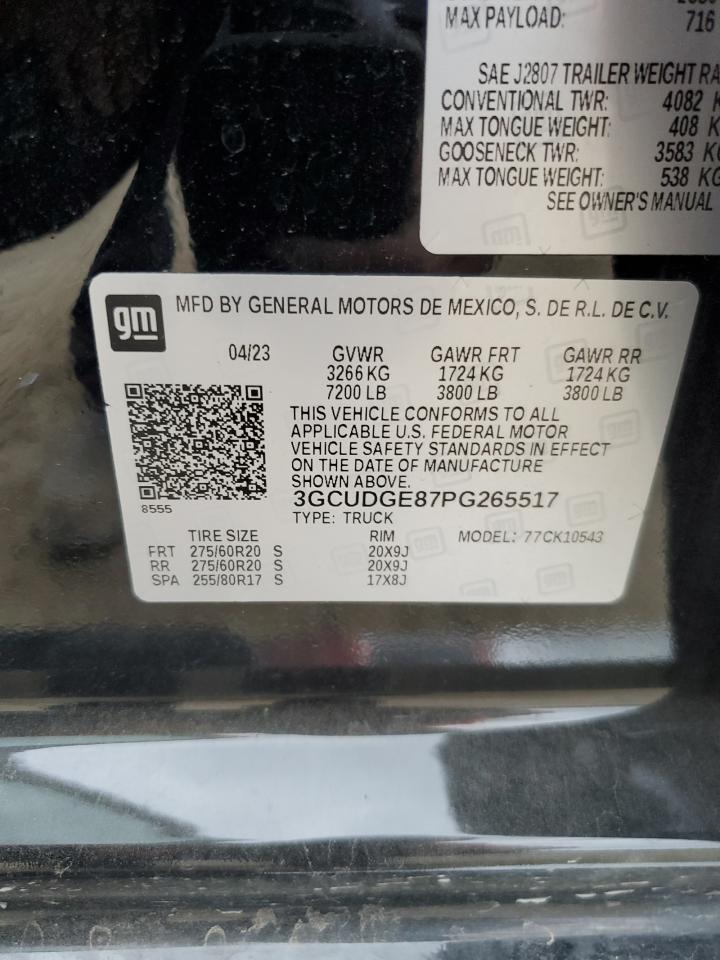 MAX PAYLOAD: 716
SAE J2807 TRAILER WEIGHT RA
CONVENTIONAL TWR: 4082 K
MAX TONGUE WEIGHT: 408 K
GOOSENECK TWR: 3583 KG
MAX TONGUE WEIGHT: 538 KG
SEE OWNER'S MANUAL
gm
MFD BY GENERAL MOTORS DE MEXICO, S. DE R.L. DE C.V.
04/23 GVWR GAWR FRT GAWR RR
3266 KG 1724 KG 1724 KG
7200 LB 3800 LB 3800 LB
THIS VEHICLE CONFORMS TO ALL
APPLICABLE U.S. FEDERAL MOTOR
VEHICLE SAFETY STANDARDS IN EFFECT
ON THE DATE OF MANUFACTURE
SHOWN ABOVE.
3GCUDGE87PG265517
8555
TYPE: TRUCK
TIRE SIZE RIM MODEL: 77CK10543
FRT 275/60R20 S 20X9J
RR 275/60R20 S 20X9J
SPA 255/80R17 S 17X8J